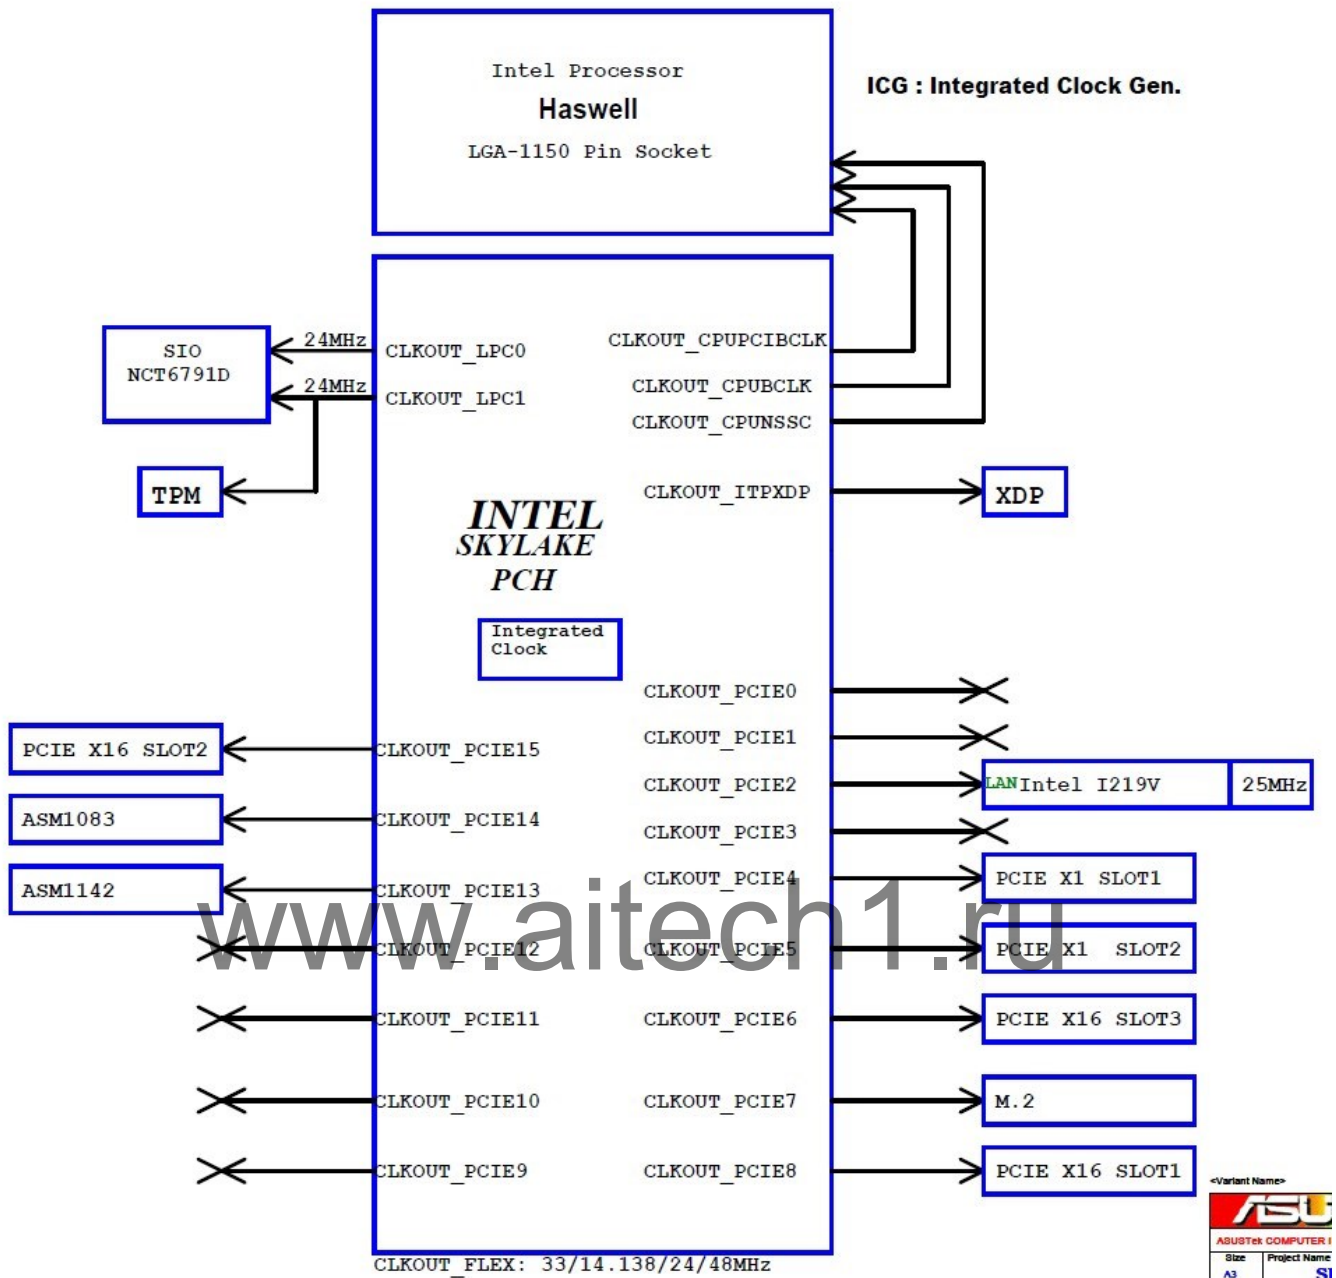 Intel Processor
Haswell
LGA-1150 Pin Socket
ICG : Integrated Clock Gen.
SIO
NCT6791D
24MHz
CLKOUT_LPC0
24MHz
CLKOUT_LPC1
TPM
CLKOUT_CPUPCIBCLK
CLKOUT_CPUBCLK
CLKOUT_CPUNSSC
CLKOUT_ITPXDP
XDP
INTEL
SKYLAKE
PCH
Integrated
Clock
CLKOUT_PCIE0
CLKOUT_PCIE1
CLKOUT_PCIE2
LAN Intel I219V
25MHz
CLKOUT_PCIE3
CLKOUT_PCIE4
PCIE X1 SLOT1
CLKOUT_PCIE5
PCIE X1 SLOT2
CLKOUT_PCIE6
PCIE X16 SLOT3
CLKOUT_PCIE7
M.2
CLKOUT_PCIE8
PCIE X16 SLOT1
PCIE X16 SLOT2
CLKOUT_PCIE15
ASM1083
CLKOUT_PCIE14
ASM1142
CLKOUT_PCIE13
CLKOUT_PCIE12
CLKOUT_PCIE11
CLKOUT_PCIE10
CLKOUT_PCIE9
www.aitech1.ru
CLKOUT_FLEX: 33/14.138/24/48MHz
<Variant Name>
ASUSTek COMPUTER
Size
Project Name
A3